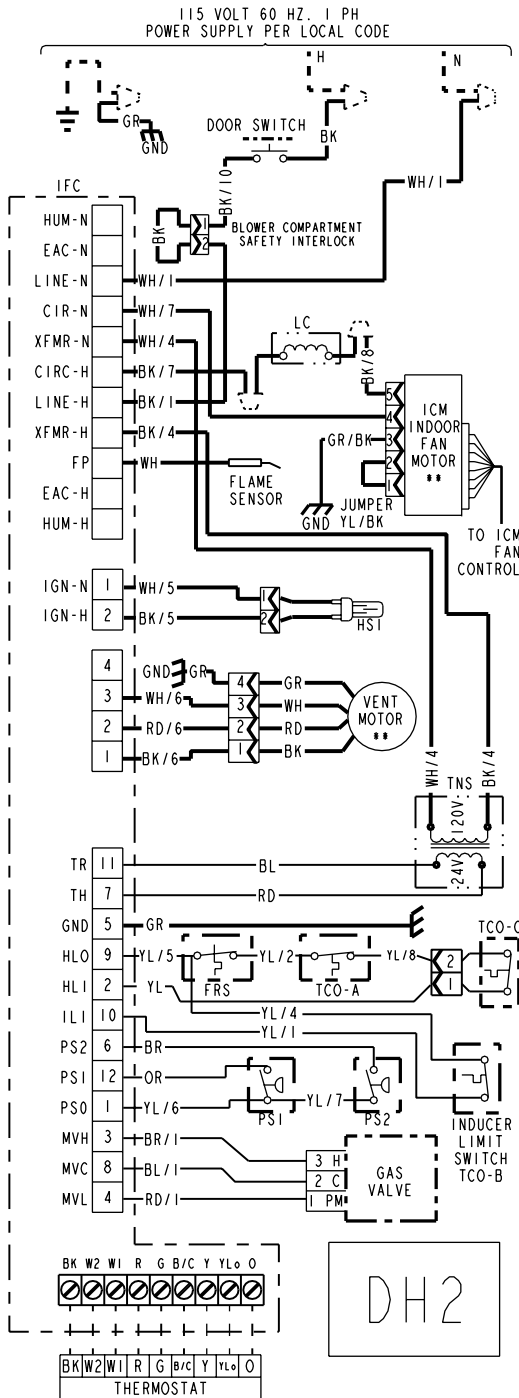 115 VOLT 60 HZ. 1 PH
POWER SUPPLY PER LOCAL CODE
H
N
GR
GND
DOOR SWITCH
BK
BK/10
WH/1
IFC
BK
1
2
BLOWER COMPARTMENT
SAFETY INTERLOCK
HUM-N
EAC-N
LINE-N WH/1
CIR-N WH/7
XFMR-N WH/4
CIRC-H BK/7
LINE-H BK/1
XFMR-H BK/4
FP WH
EAC-H
HUM-H
LC
BK/8
5
4
3
2
1
ICM
INDOOR
FAN
MOTOR
**
GR/BK
GND
JUMPER
YL/BK
FLAME
SENSOR
TO ICM
FAN
CONTROL
IGN-N 1 WH/5 1
IGN-H 2 BK/5 2
HSI
4 GND GR 4 GR
3 WH/6 3 WH
2 RD/6 2 RD
1 BK/6 1 BK
VENT
MOTOR
**
WH/4
BK/4
TNS
120V
24V
TR 11 BL
TH 7 RD
GND 5 GR
TCO-C
HLO 9 YL/5 YL/2 YL/8 2
FRS
TCO-A
HLI 2 YL 1
YL/4
ILI 10 YL/1
PS2 6 BR
PS1 12 OR
PSO 1 YL/6 YL/7
PS1
PS2
INDUCER
LIMIT
SWITCH
TCO-B
MVH 3 BR/1 3 H
MVC 8 BL/1 2 C
MVL 4 RD/1 1 PM
GAS
VALVE
BK W2 W1 R G B/C Y YLo O
BK W2 W1 R G B/C Y YLo O
THERMOSTAT
DH2